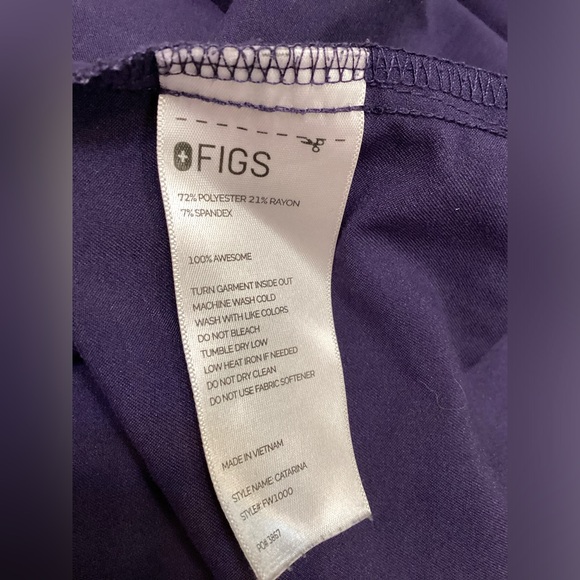 FIGS
72% POLYESTER 21% RAYON
7% SPANDEX
100% AWESOME
TURN GARMENT INSIDE OUT
MACHINE WASH COLD
WASH WITH LIKE COLORS
DO NOT BLEACH
TUMBLE DRY LOW
LOW HEAT IRON IF NEEDED
DO NOT DRY CLEAN
DO NOT USE FABRIC SOFTENER
MADE IN VIETNAM
STYLE NAME: CATARINA
STYLE#: FW1000
PO# 3867